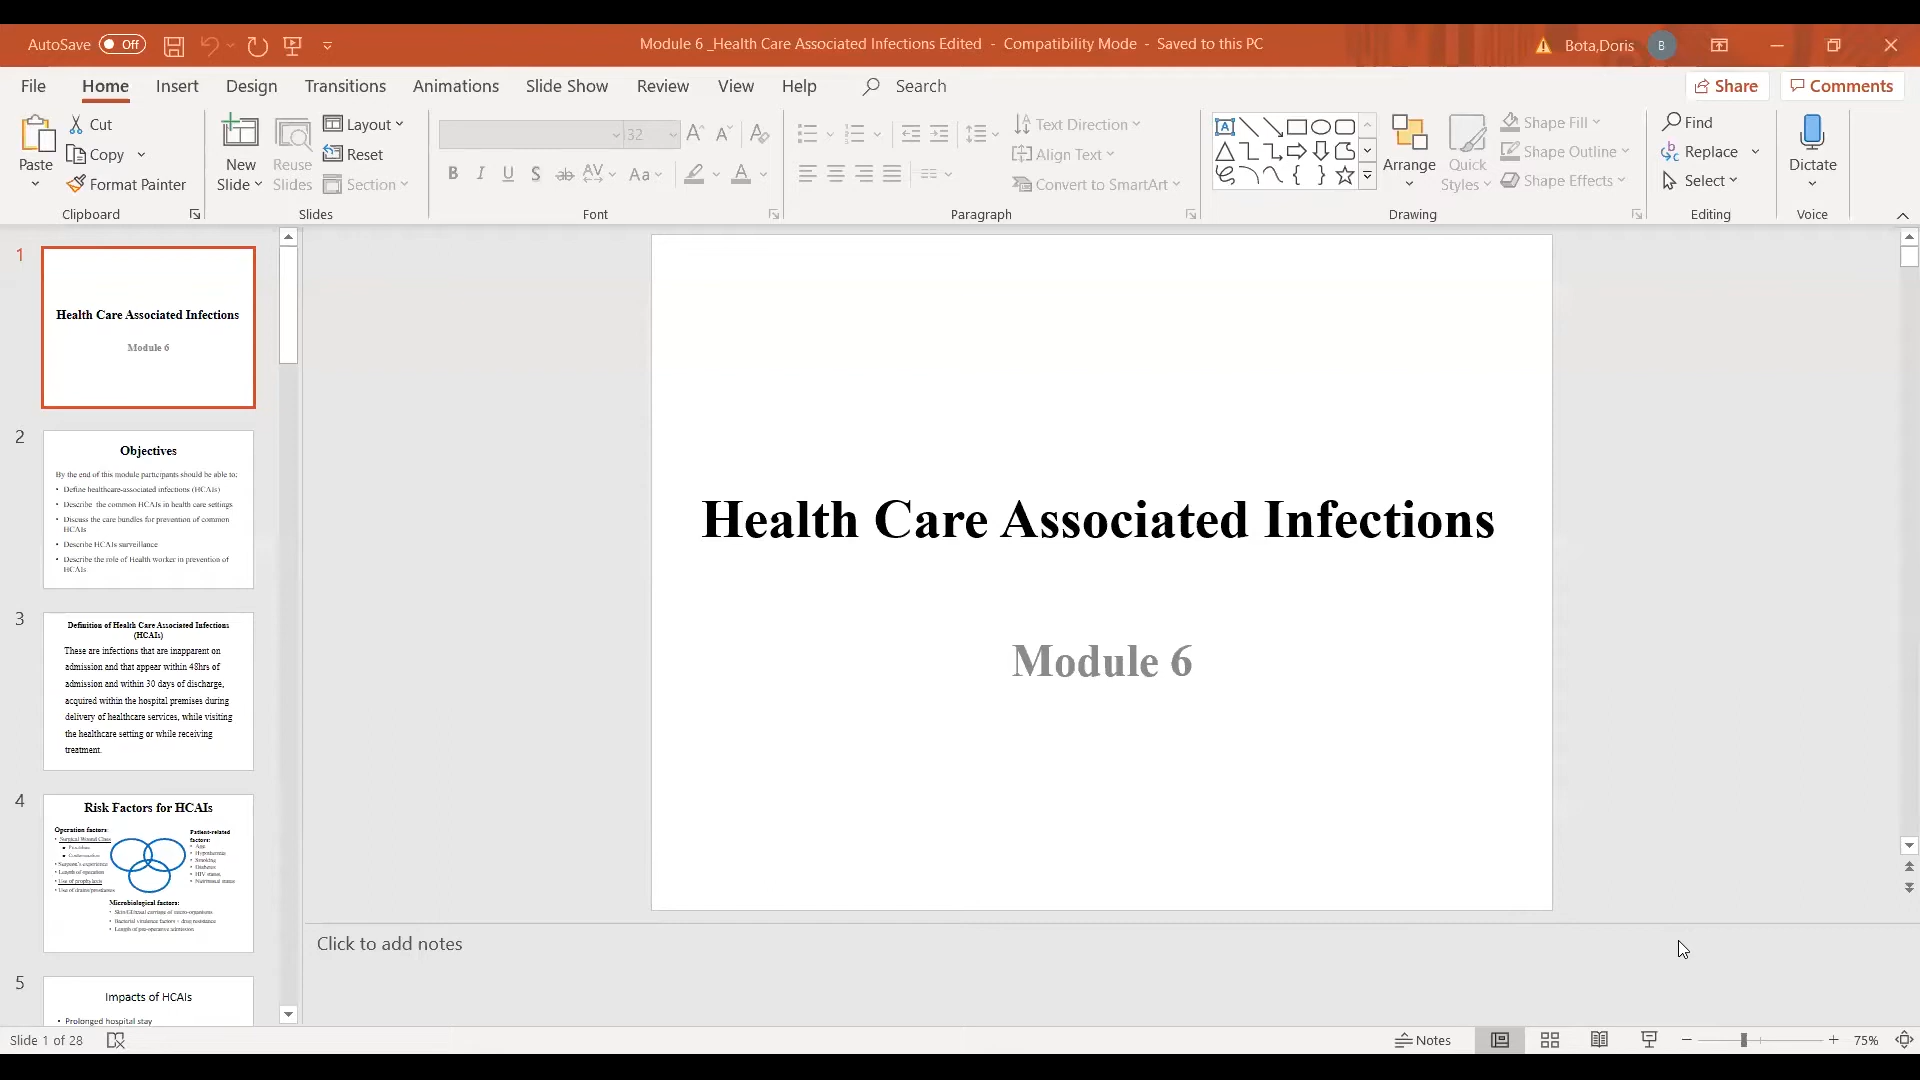 AutoSave Off
Module 6 _Health Care Associated Infections Edited - Compatibility Mode - Saved to this PC
Bota,Doris B
File Home Insert Design Transitions Animations Slide Show Review View Help Search
Share Comments
Paste
Cut
Copy
Format Painter
Clipboard
New Slide
Reuse Slides
Layout
Reset
Section
Slides
32
B I U S ab AV Aa A
Font
Text Direction
Align Text
Convert to SmartArt
Paragraph
Arrange
Quick Styles
Shape Fill
Shape Outline
Shape Effects
Drawing
Find
Replace
Select
Editing
Dictate
Voice
1
Health Care Associated Infections
Module 6
2
Objectives
By the end of this module participants should be able to:
• Define healthcare-associated infections (HCAIs)
• Describe the common HCAIs in health care settings
• Discuss the care bundles for prevention of common
HCAIs
• Describe HCAIs surveillance
• Describe the role of Health worker in prevention of
HCAIs
3
Definition of Health Care Associated Infections
(HCAIs)
These are infections that are inapparent on
admission and that appear within 48hrs of
admission and within 30 days of discharge,
acquired within the hospital premises during
delivery of healthcare services, while visiting
the healthcare setting or while receiving
treatment.
4
Risk Factors for HCAIs
Operation factors:
• Surgical Wound Class
• Surgeon's experience
• Length of operation
• Use of prophylaxis
• Use of drains/prostheses
Patient-related
factors:
• Age
• Hypothermia
• Smoking
• Diabetes
• HIV status
• Nutritional status
Microbiological factors:
• Bacterial virulence factors + drug resistance
• Length of pre-operative admission
5
Impacts of HCAIs
• Prolonged hospital stay
Health Care Associated Infections
Module 6
Click to add notes
Slide 1 of 28
Notes
75%